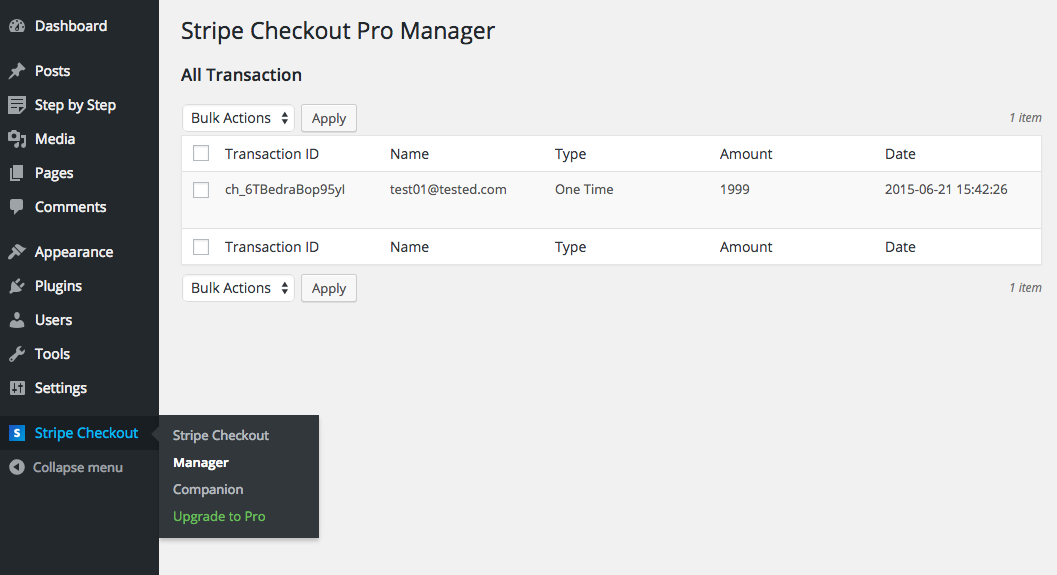 Dashboard
Posts
Step by Step
Media
Pages
Comments
Appearance
Plugins
Users
Tools
Settings
S Stripe Checkout
Collapse menu
Stripe Checkout
Manager
Companion
Upgrade to Pro
Stripe Checkout Pro Manager
All Transaction
Bulk Actions Apply 1 item
Transaction ID Name Type Amount Date
ch_6TBedraBop95yl test01@tested.com One Time 1999 2015-06-21 15:42:26
Transaction ID Name Type Amount Date
Bulk Actions Apply 1 item